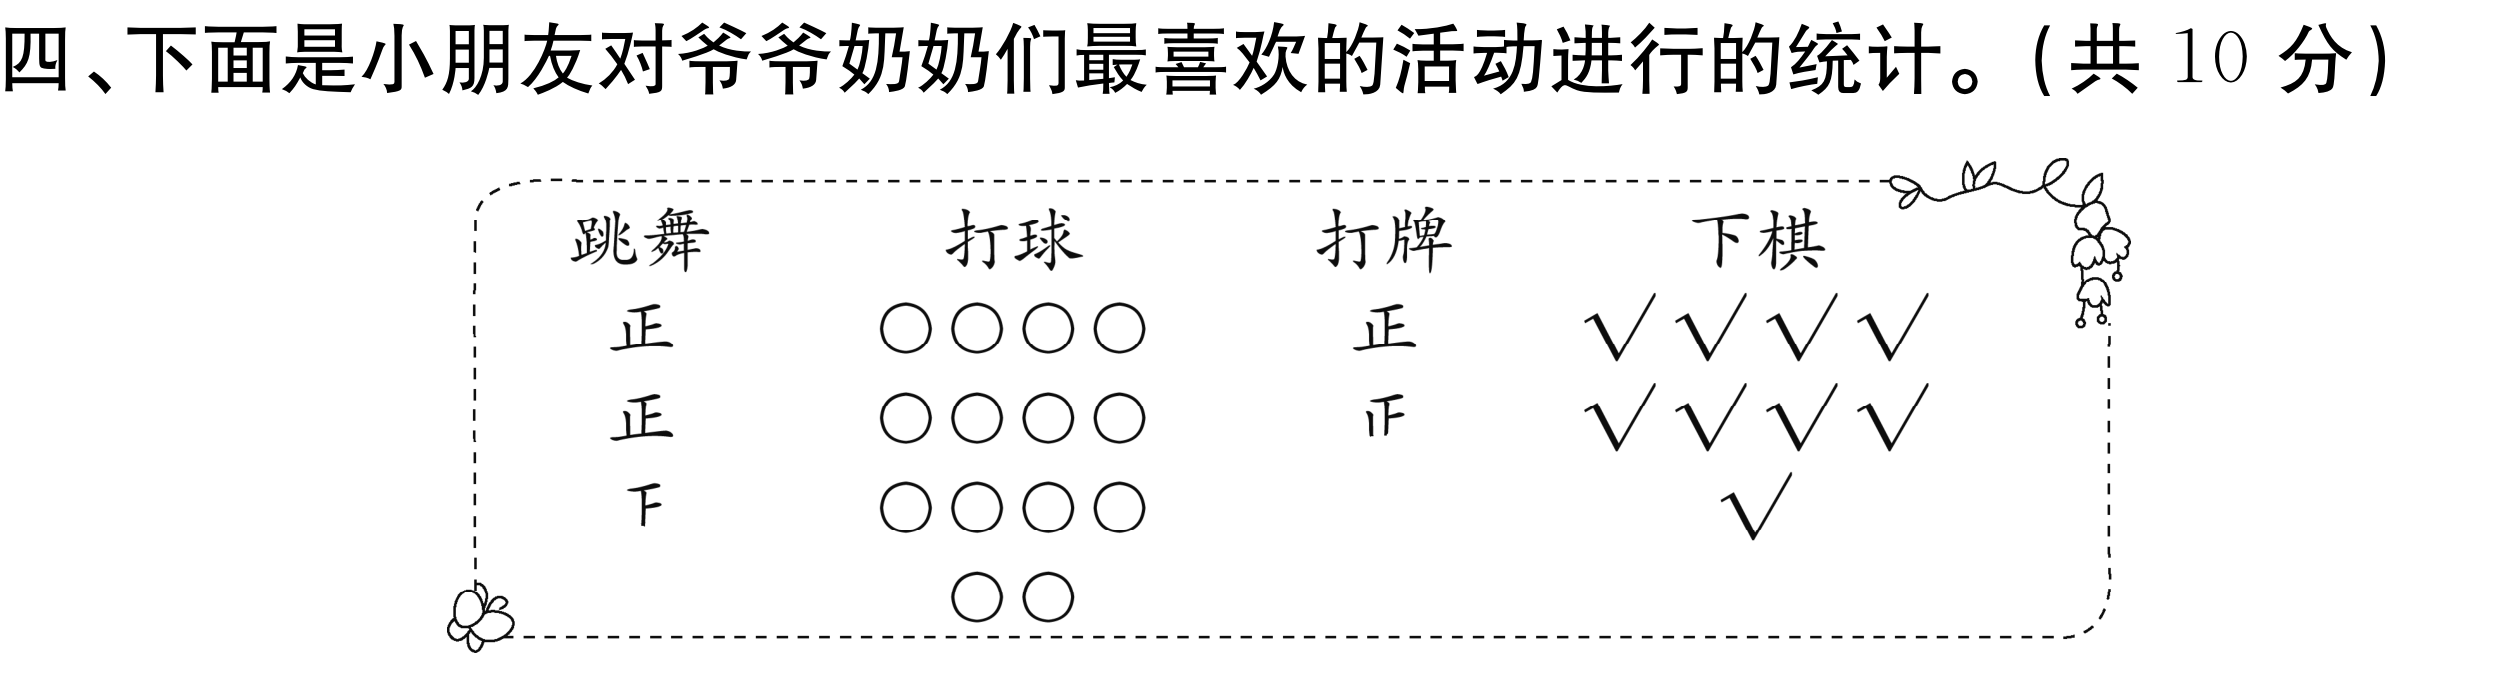 四、下面是小朋友对爷爷奶奶们最喜欢的活动进行的统计。(共 10 分)
跳舞 打球 打牌 下棋
正 ○○○○ 正 √√√√
正 ○○○○ 𠄟 √√√√
𠄟 ○○○○ √
○○